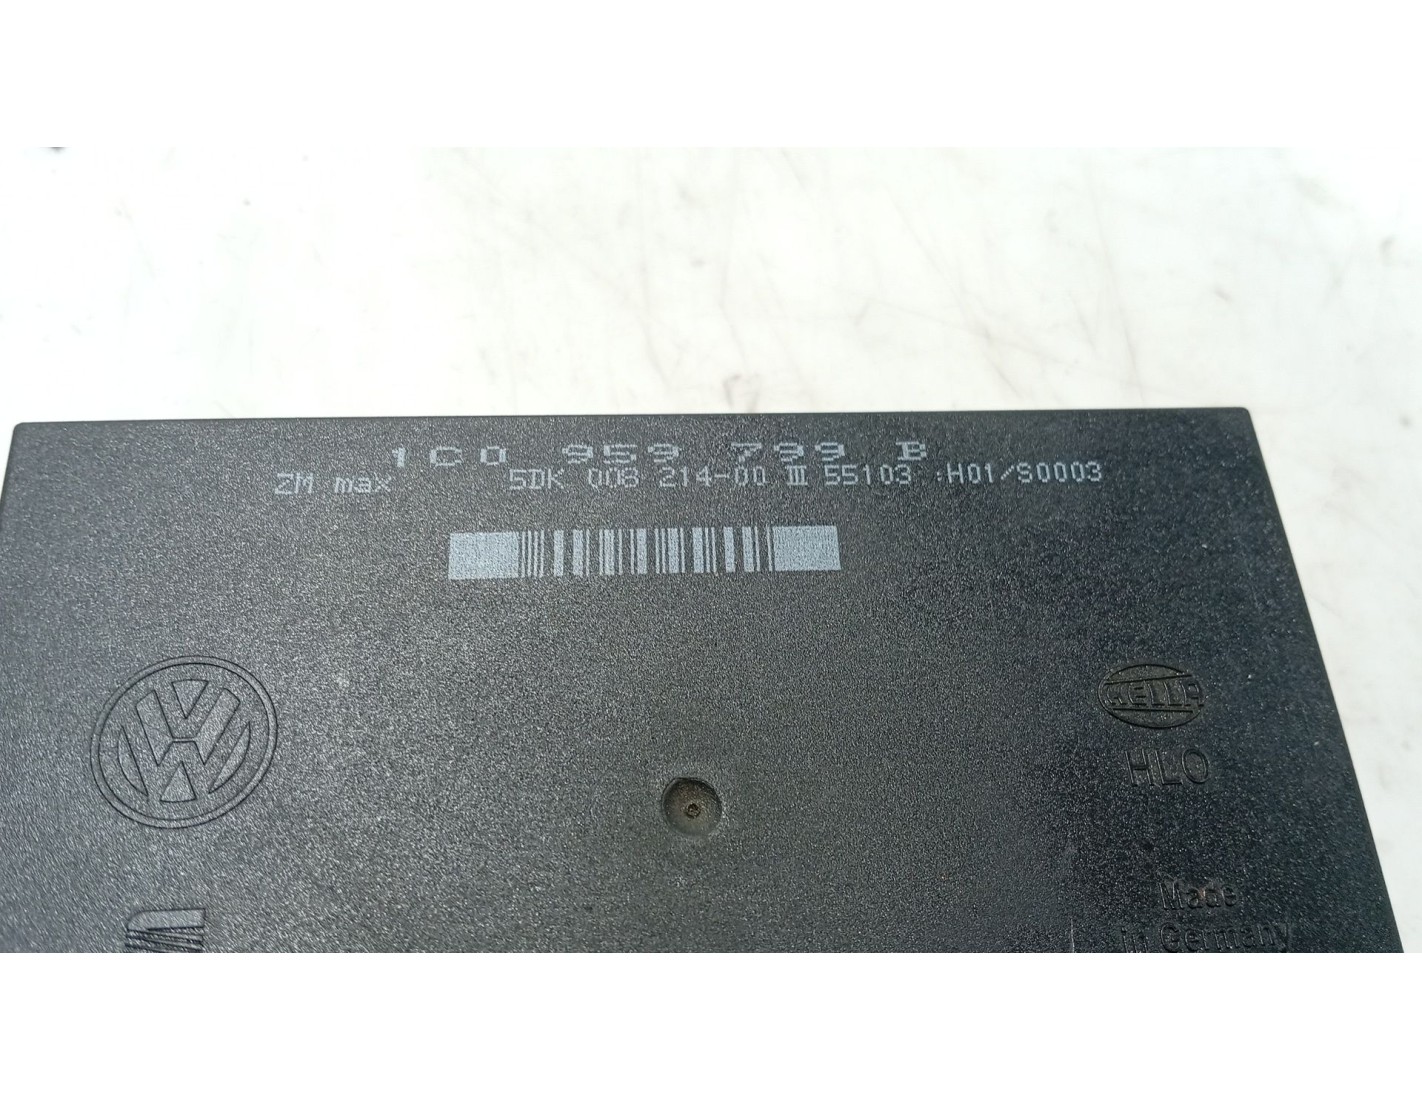 1C0 959 799 B
ZM max 5DK 008 214-00 III 55103 :H01/S0003
HELLA
HLO
Made
in Germany